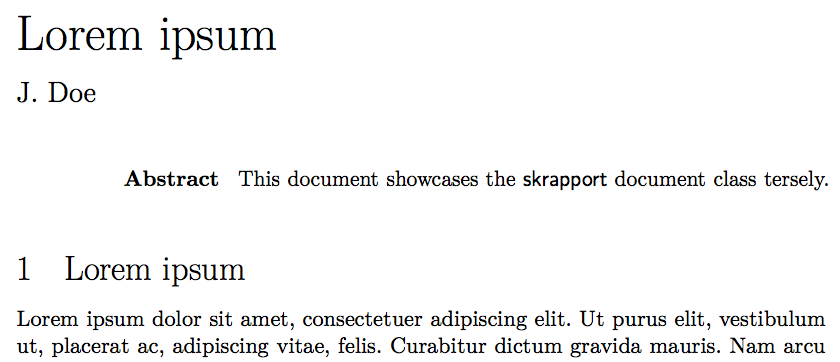 Lorem ipsum
J. Doe
Abstract This document showcases the skrapport document class tersely.
1 Lorem ipsum
Lorem ipsum dolor sit amet, consectetuer adipiscing elit. Ut purus elit, vestibulum
ut, placerat ac, adipiscing vitae, felis. Curabitur dictum gravida mauris. Nam arcu